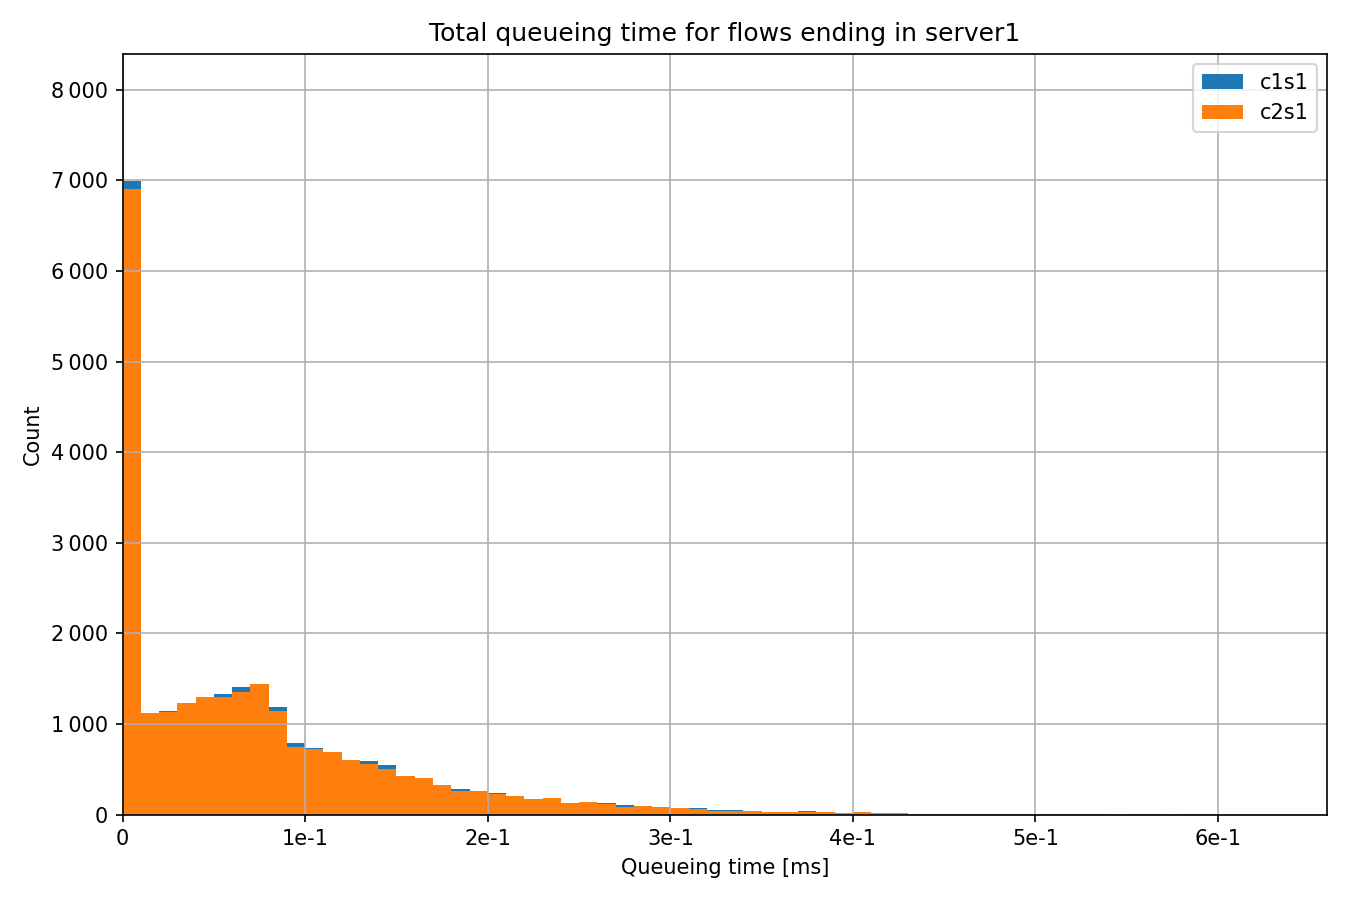 Total queueing time for flows ending in server1
c1s1
c2s1
8 000
7 000
6 000
5 000
4 000
3 000
2 000
1 000
0
Count
0 1e-1 2e-1 3e-1 4e-1 5e-1 6e-1
Queueing time [ms]